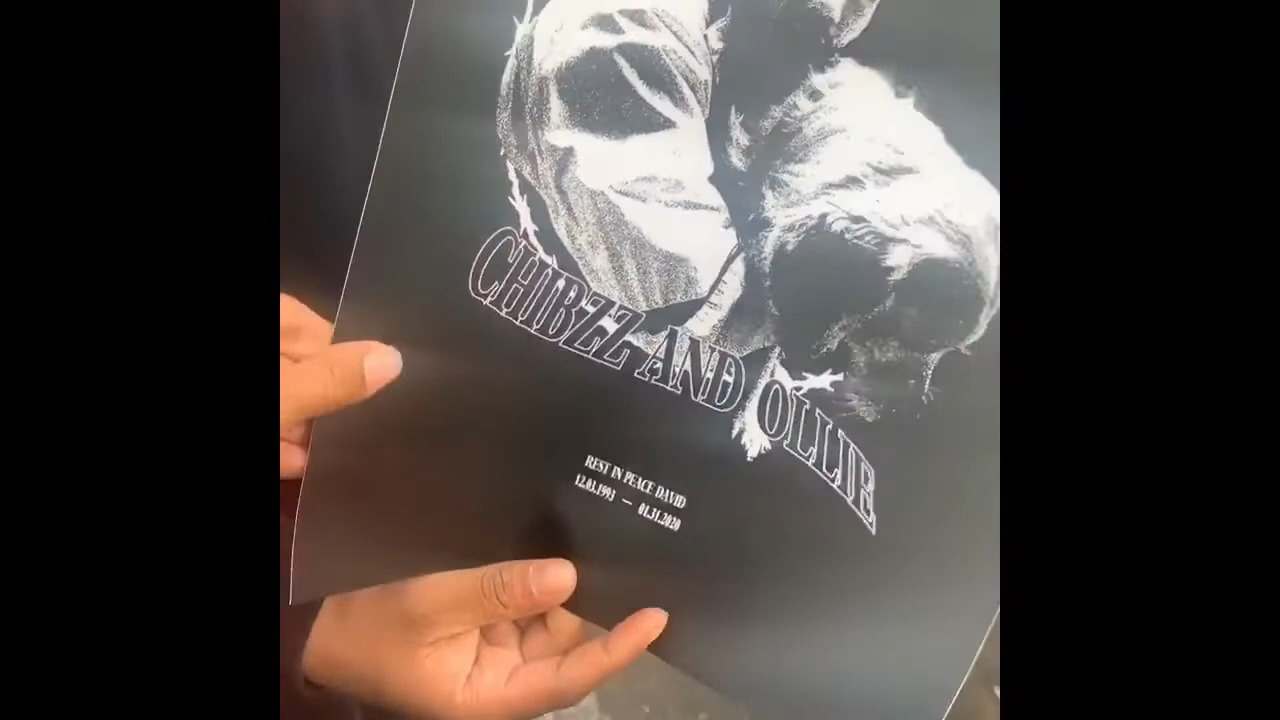 CHIBZZ AND OLLIE
REST IN PEACE DAVID
12.03.1993 — 01.31.2020